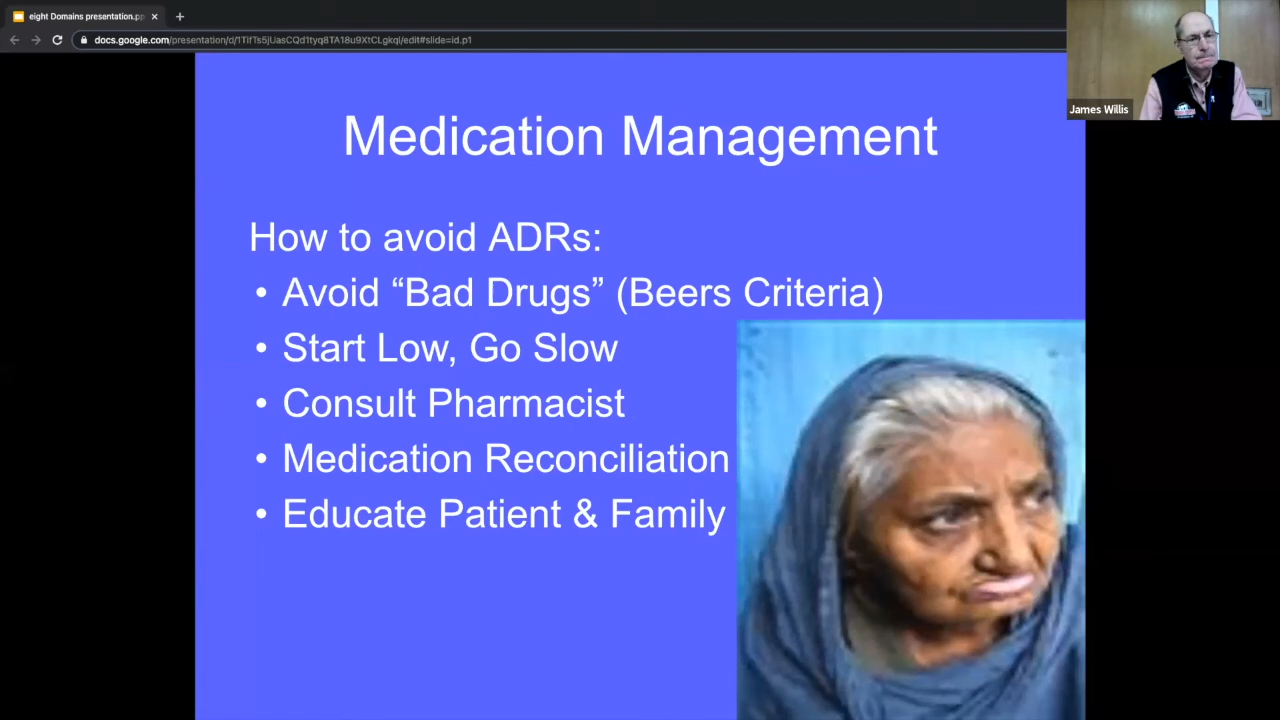 eight Domains presentation.pp
docs.google.com/presentation/d/1TifTs5jUasCQd1tyq8TA18u9XtCLgkql/edit#slide=id.p1
James Willis
Medication Management
How to avoid ADRs:
• Avoid “Bad Drugs” (Beers Criteria)
• Start Low, Go Slow
• Consult Pharmacist
• Medication Reconciliation
• Educate Patient & Family